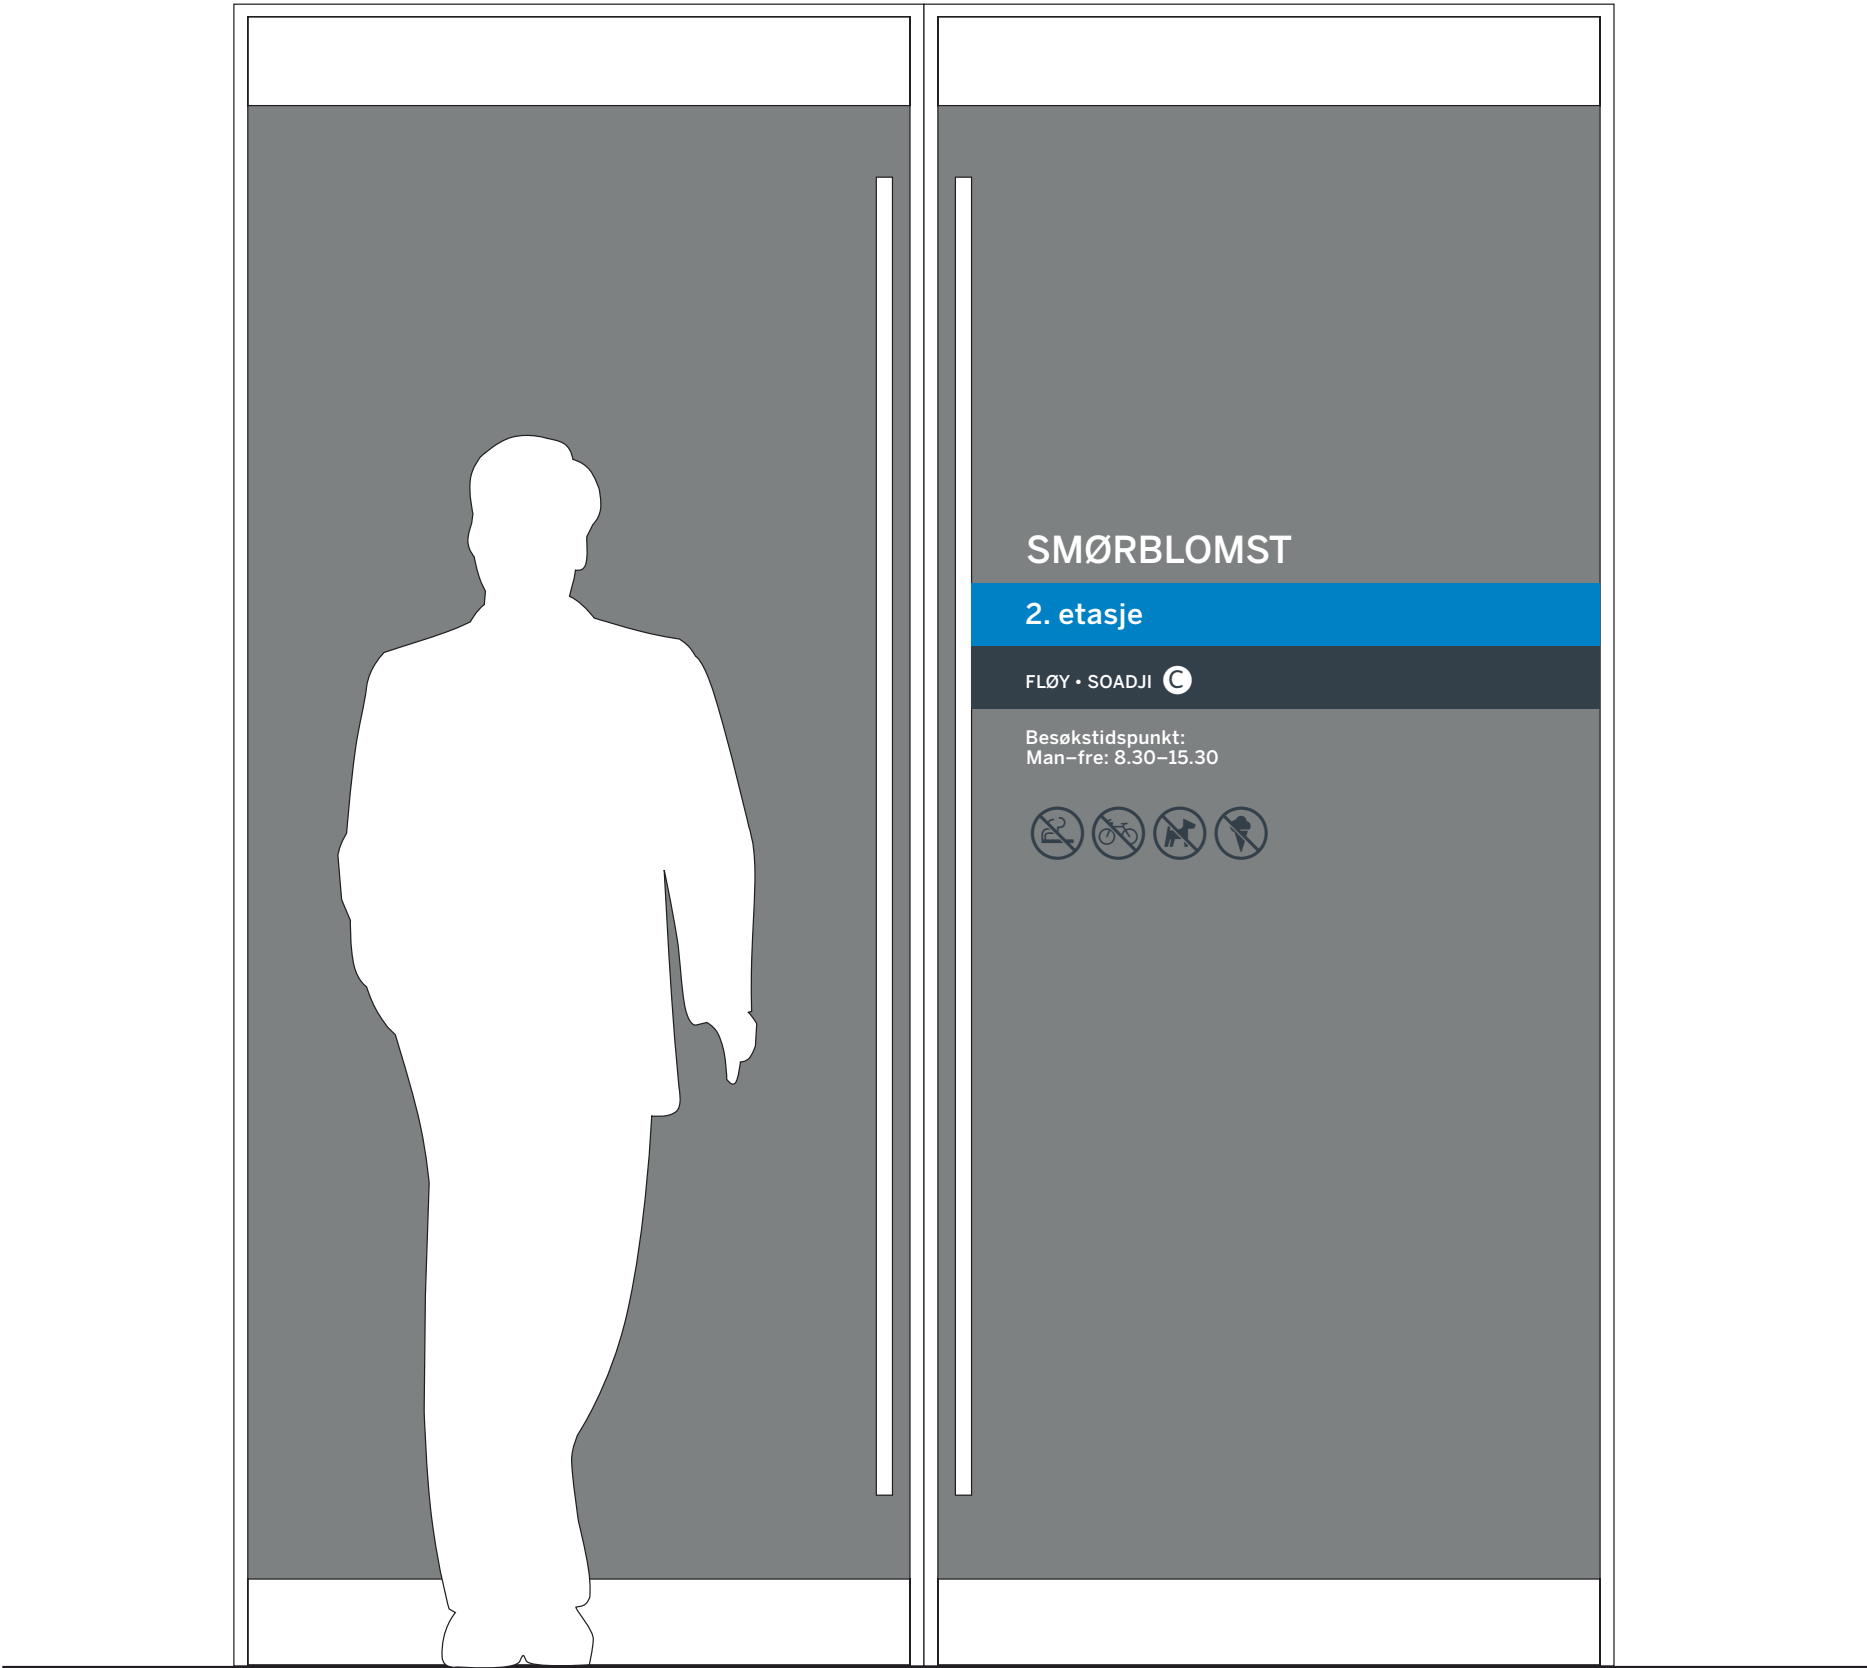 SMØRBLOMST
2. etasje
FLØY • SOADJI C
Besøkstidspunkt:
Man–fre: 8.30–15.30